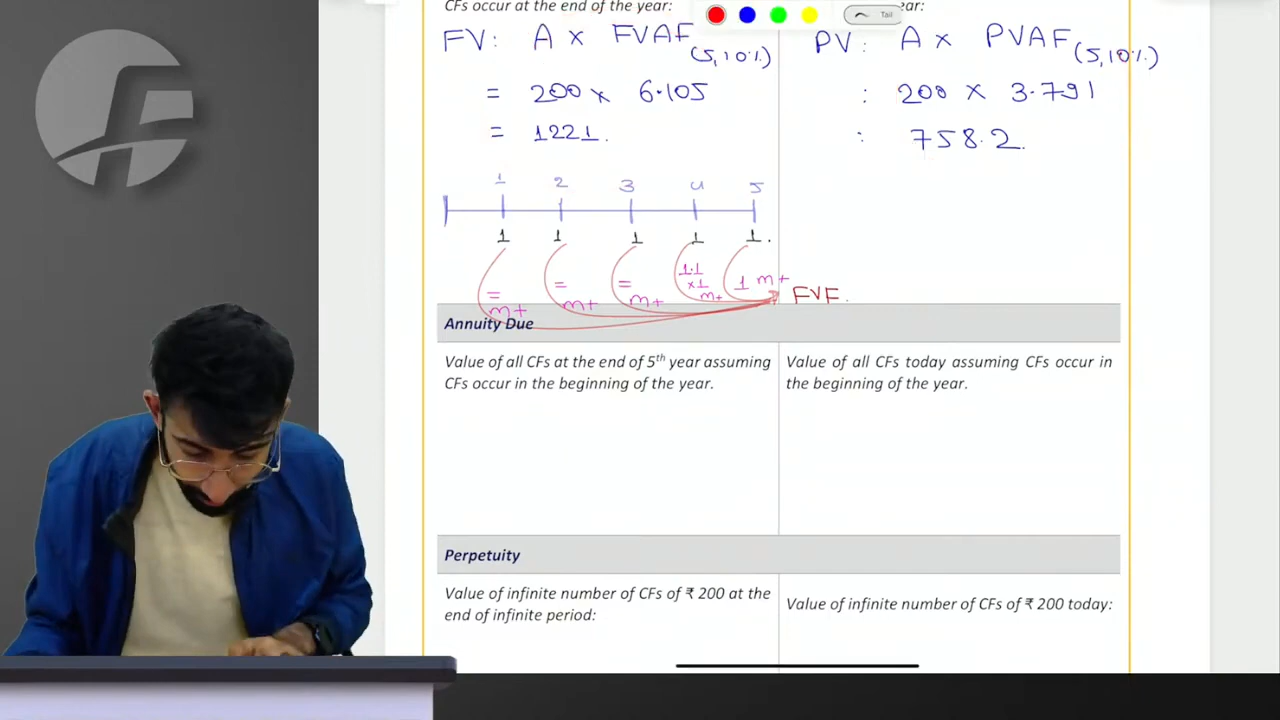 CFs occur at the end of the year:
ear:
Tail
FV: A x FVAF(5,10%)
= 200 x 6.105
= 1221.
PV: A x PVAF(5,10%)
: 200 x 3.791
: 758.2.
1 2 3 4 5
1 1 1 1 1.
= m+
= m+
= m+
1.1 x1 m+
1 m+
FVF.
Annuity Due
Value of all CFs at the end of 5th year assuming
CFs occur in the beginning of the year.
Value of all CFs today assuming CFs occur in
the beginning of the year.
Perpetuity
Value of infinite number of CFs of ₹ 200 at the
end of infinite period:
Value of infinite number of CFs of ₹ 200 today: